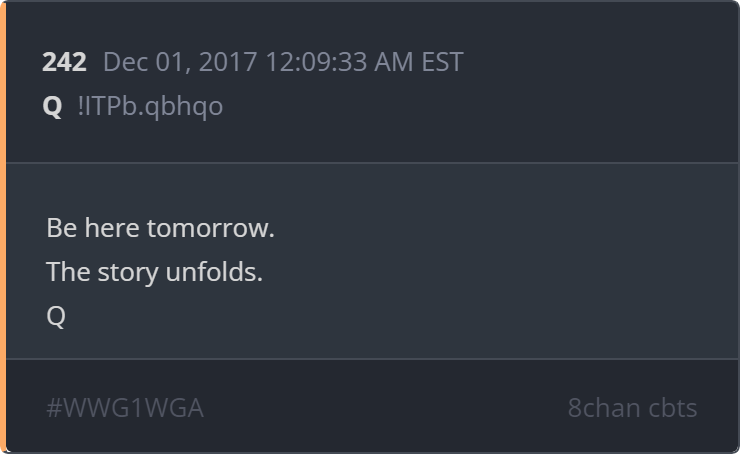 242 Dec 01, 2017 12:09:33 AM EST
Q !ITPb.qbhqo
Be here tomorrow.
The story unfolds.
Q
#WWG1WGA 8chan cbts